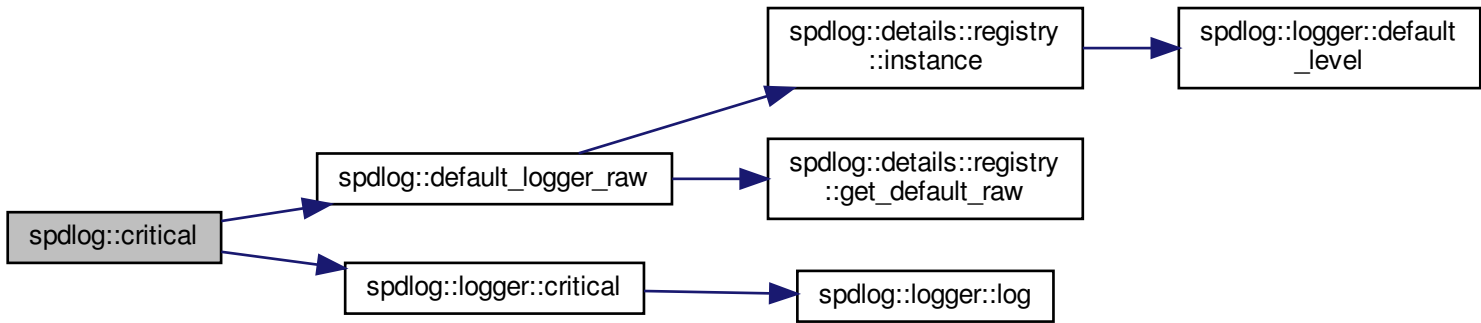 spdlog::critical
spdlog::default_logger_raw
spdlog::logger::critical
spdlog::details::registry
::instance
spdlog::details::registry
::get_default_raw
spdlog::logger::log
spdlog::logger::default
_level